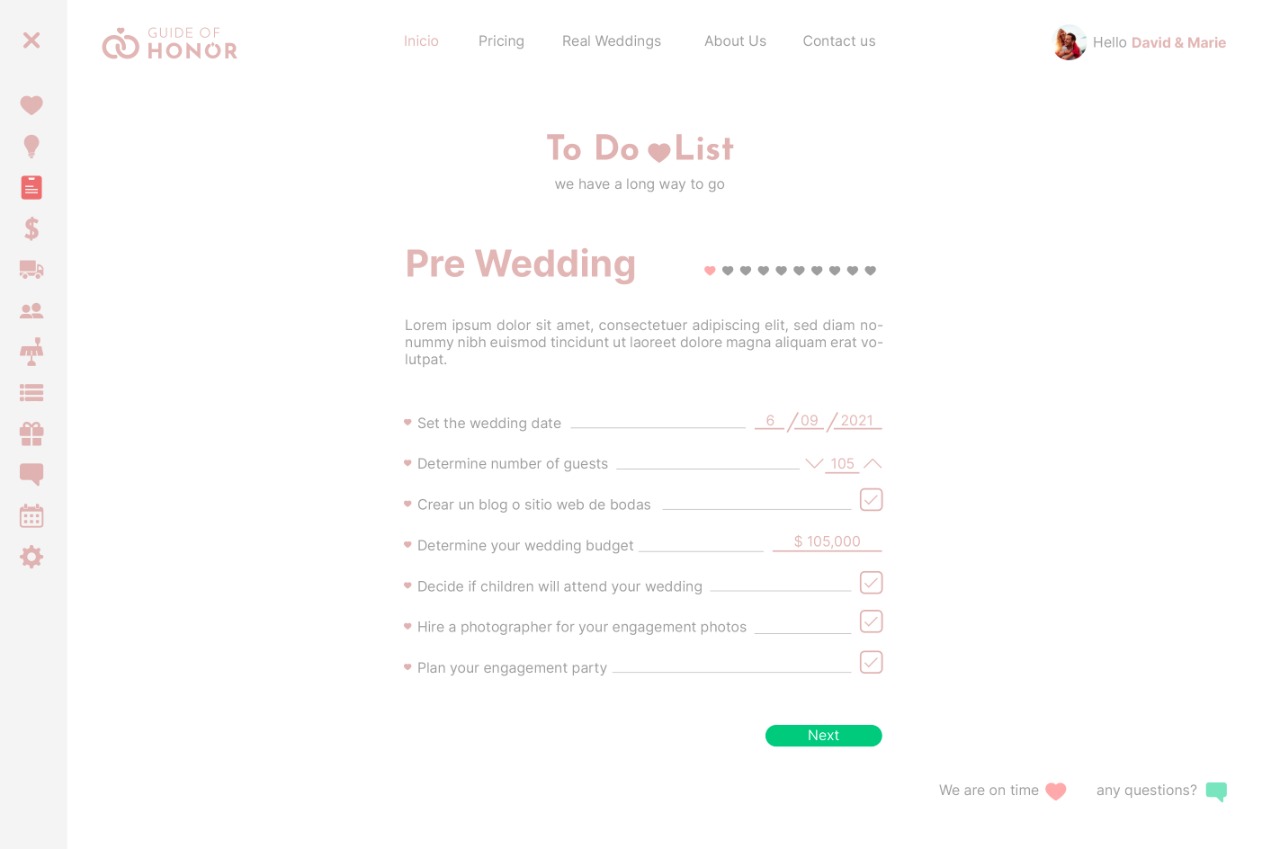 GUIDE OF
HONOR
Inicio
Pricing
Real Weddings
About Us
Contact us
Hello David & Marie
To Do List
we have a long way to go
Pre Wedding
Lorem ipsum dolor sit amet, consectetuer adipiscing elit, sed diam no-
nummy nibh euismod tincidunt ut laoreet dolore magna aliquam erat vo-
lutpat.
Set the wedding date 6 / 09 / 2021
Determine number of guests 105
Crear un blog o sitio web de bodas
Determine your wedding budget $ 105,000
Decide if children will attend your wedding
Hire a photographer for your engagement photos
Plan your engagement party
Next
We are on time
any questions?